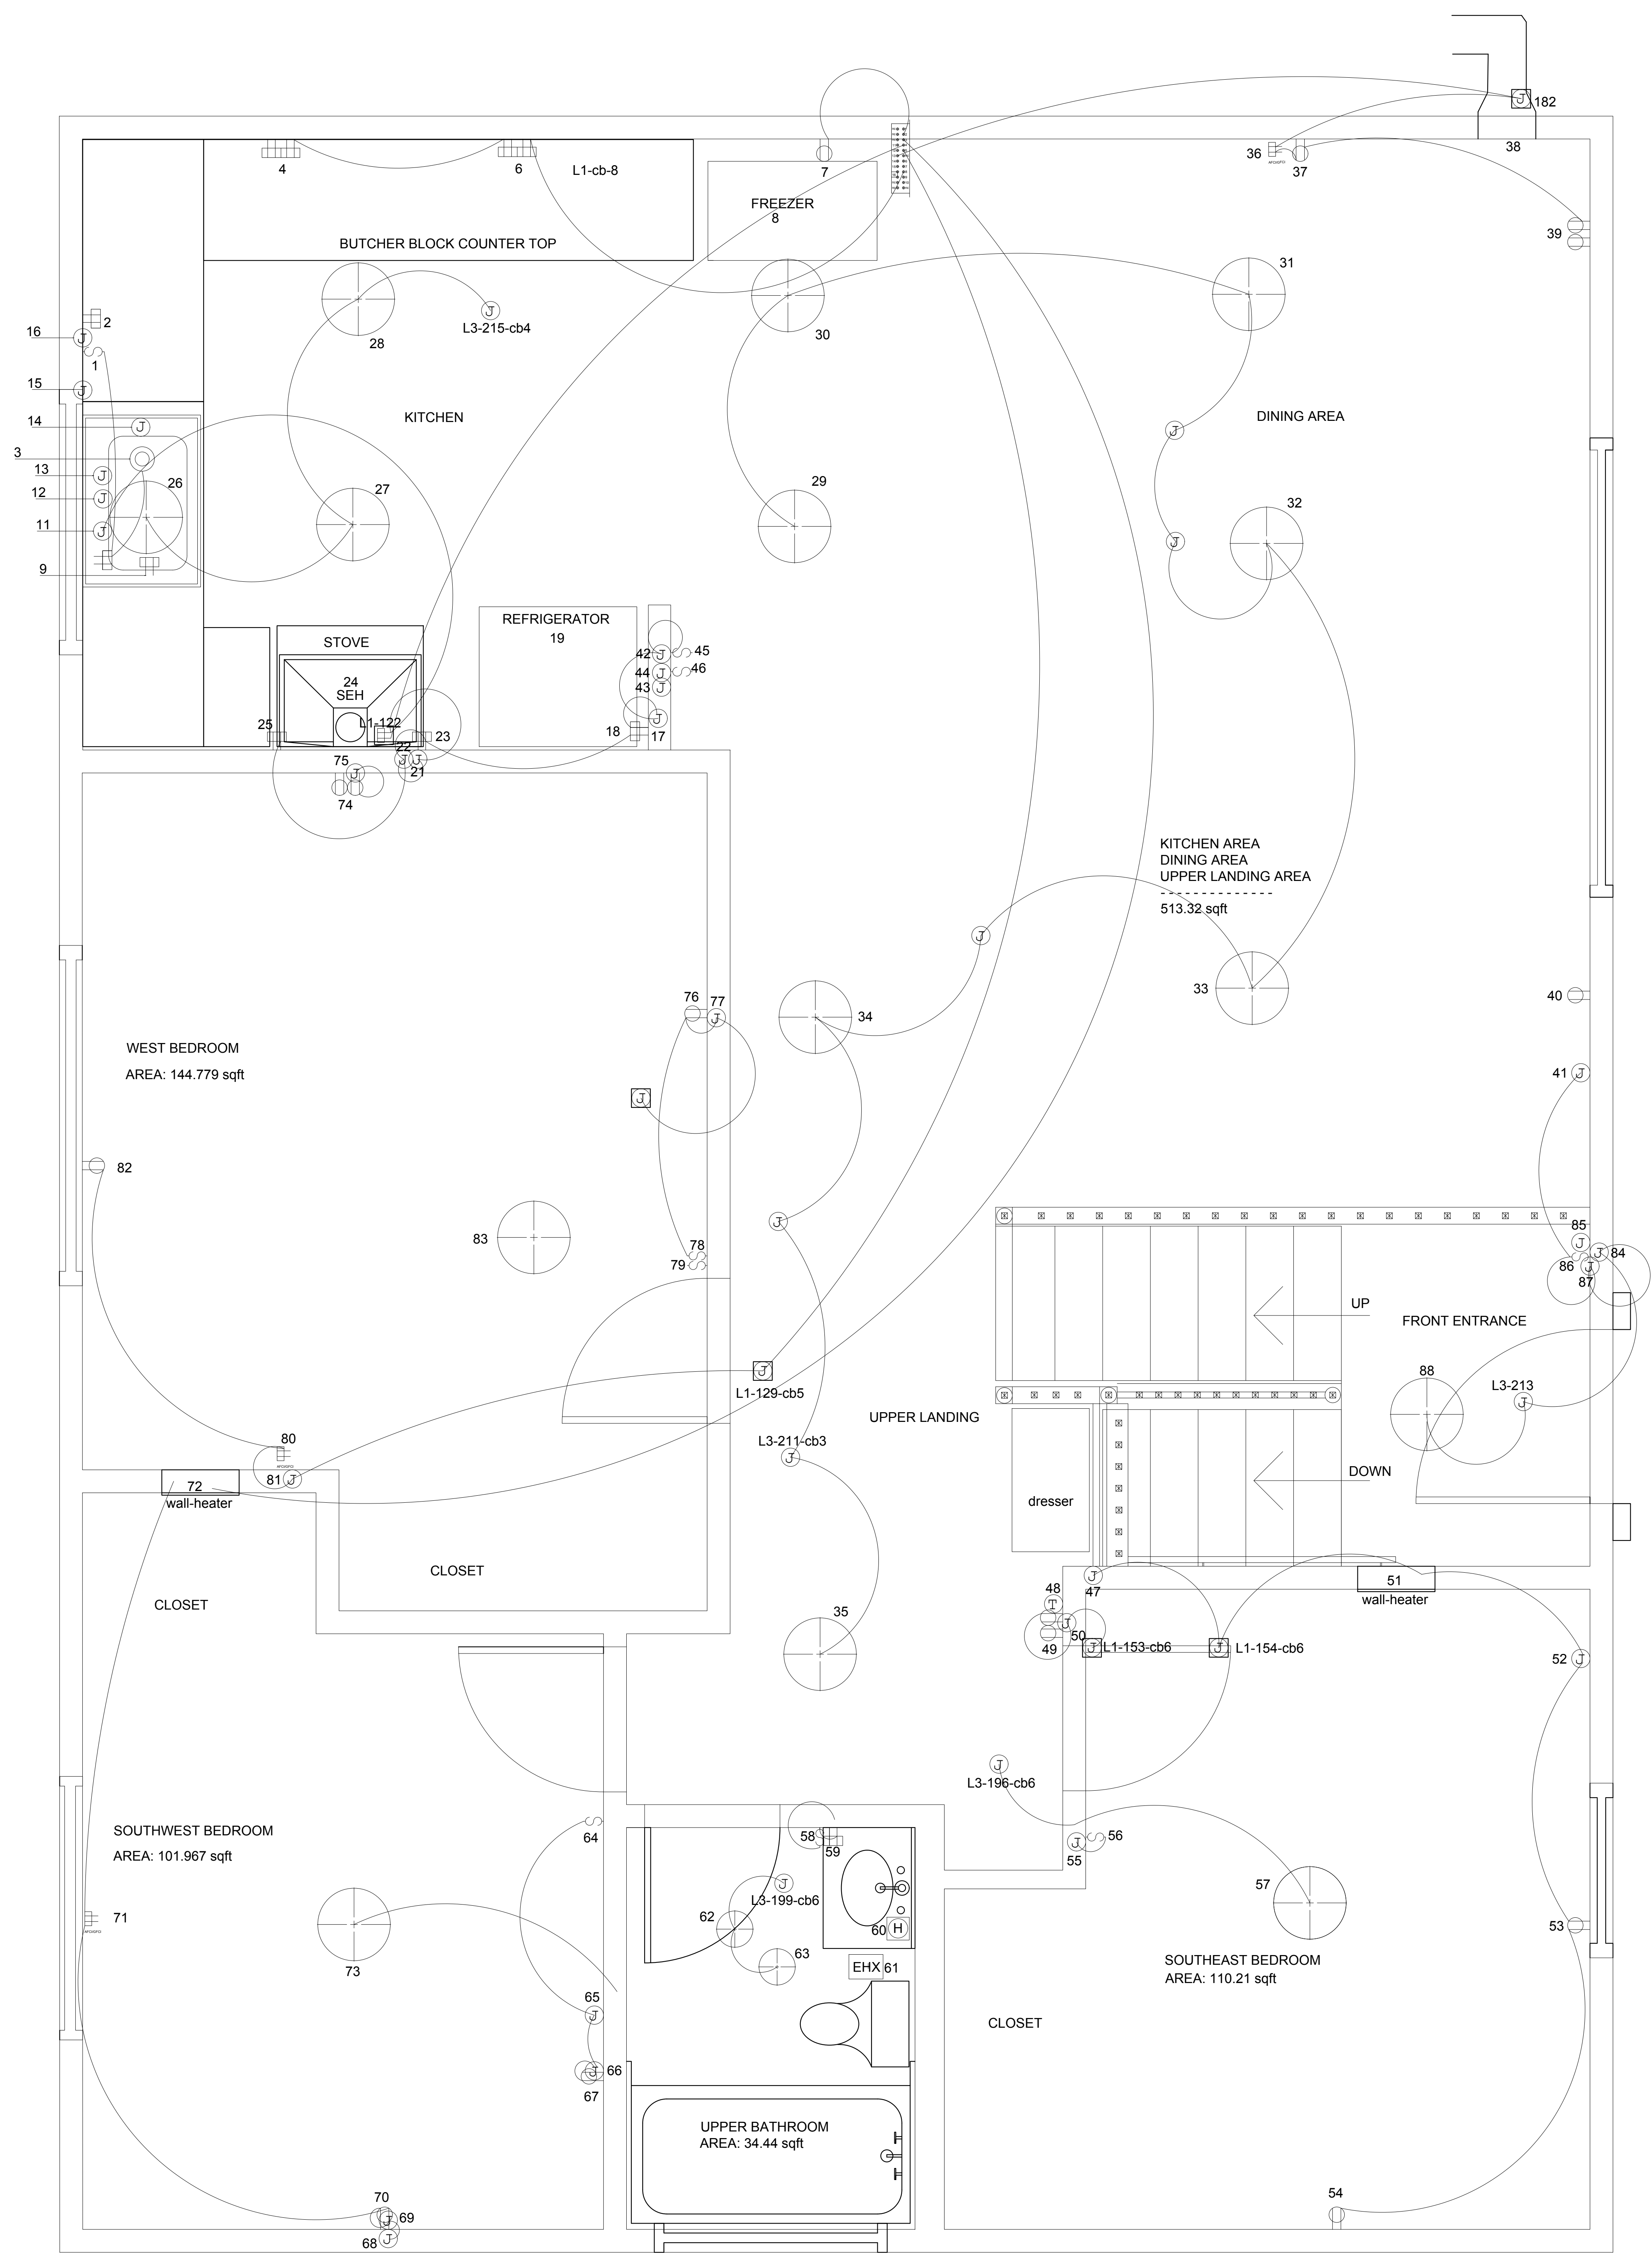 182
36
AFCI/GFCI
37
38
4
6
L1-cb-8
7
FREEZER
8
BUTCHER BLOCK COUNTER TOP
39
2
16
1
15
14
3
13
12
11
9
26
28
L3-215-cb4
30
31
KITCHEN
DINING AREA
27
29
32
REFRIGERATOR
19
STOVE
24
SEH
L1-122
25
23
22
21
42
45
44
46
43
18
17
75
74
KITCHEN AREA
DINING AREA
UPPER LANDING AREA
- - - - - - - - - - - - - -
513.32 sqft
33
40
41
76
77
34
WEST BEDROOM
AREA: 144.779 sqft
J
82
83
78
79
85
84
86
87
UP
FRONT ENTRANCE
88
L3-213
L1-129-cb5
UPPER LANDING
L3-211-cb3
DOWN
dresser
80
AFCI/GFCI
81
72
wall-heater
CLOSET
CLOSET
51
wall-heater
47
48
T
50
49
L1-153-cb6
L1-154-cb6
52
35
L3-196-cb6
55
56
57
53
64
58
59
SOUTHWEST BEDROOM
AREA: 101.967 sqft
71
AFCI/GFCI
73
L3-199-cb6
62
63
60
H
EHX
61
SOUTHEAST BEDROOM
AREA: 110.21 sqft
CLOSET
65
66
67
UPPER BATHROOM
AREA: 34.44 sqft
70
69
68
54